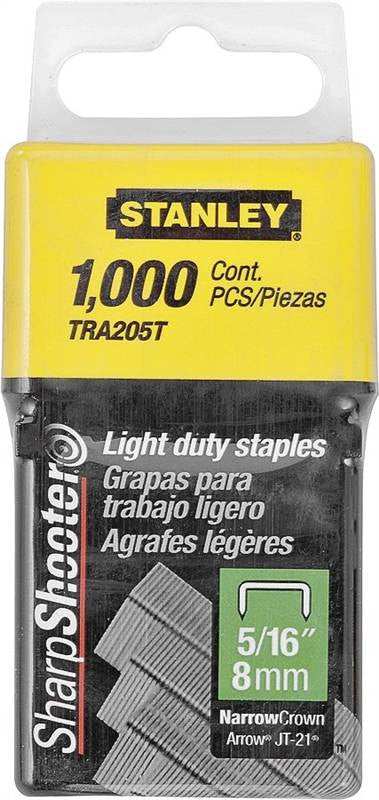 STANLEY®
1,000 Cont.
PCS/Piezas
TRA205T
SharpShooter
Light duty staples
Grapas para
trabajo ligero
Agrafes légères
5/16"
8mm
NarrowCrown
Arrow® JT-21®
TM